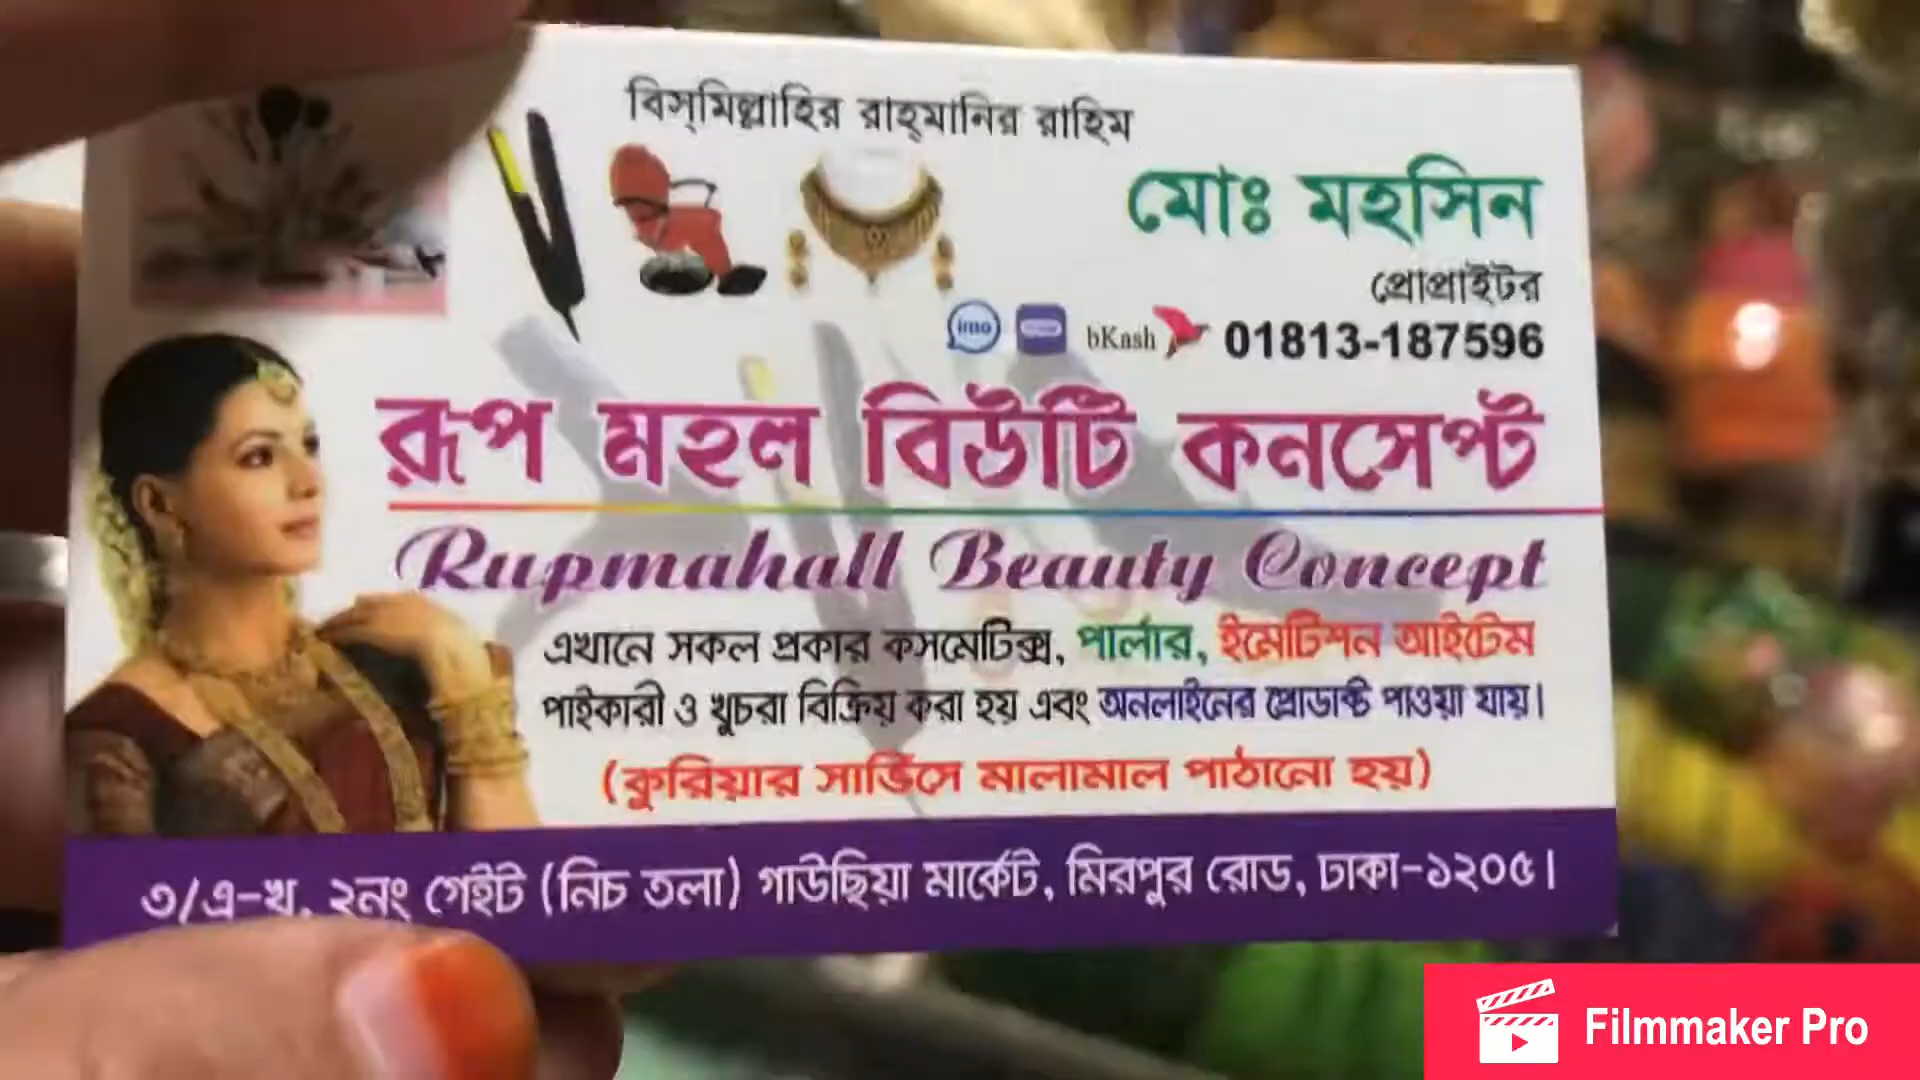 বিস্‌মিল্লাহির রাহ্‌মানির রাহিম
মোঃ মহসিন
প্রোপ্রাইটর
imo bKash 01813-187596
রূপ মহল বিউটি কনসেপ্ট
Rupmahall Beauty Concept
এখানে সকল প্রকার কসমেটিক্স, পার্লার, ইমেটিশন আইটেম
পাইকারী ও খুচরা বিক্রিয় করা হয় এবং অনলাইনের প্রোডাক্ট পাওয়া যায়।
(কুরিয়ার সার্ভিসে মালামাল পাঠানো হয়)
৩/এ-খ, ২নং গেইট (নিচ তলা) গাউছিয়া মার্কেট, মিরপুর রোড, ঢাকা-১২০৫।
Filmmaker Pro